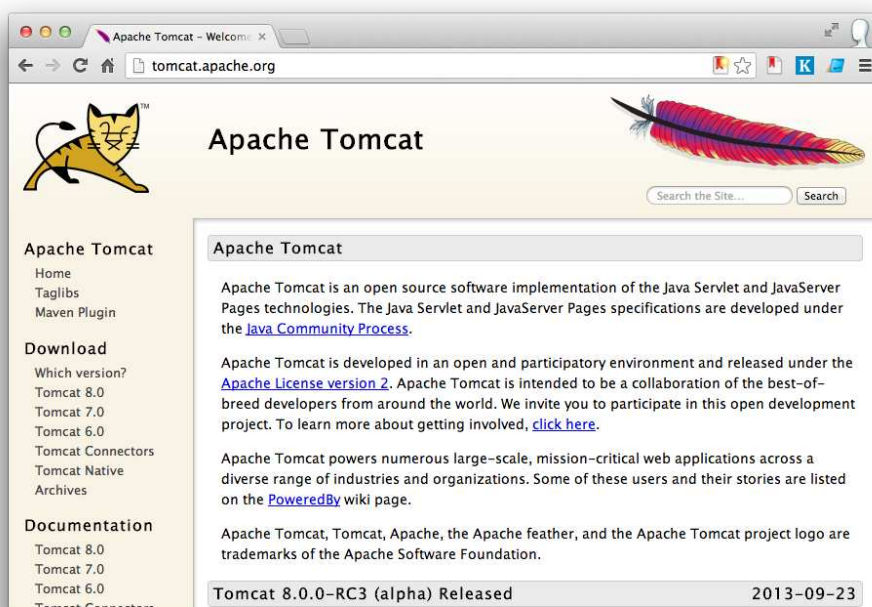 Apache Tomcat - Welcome
tomcat.apache.org
K
TM
Apache Tomcat
Search the Site...
Search
Apache Tomcat
Home
Taglibs
Maven Plugin
Download
Which version?
Tomcat 8.0
Tomcat 7.0
Tomcat 6.0
Tomcat Connectors
Tomcat Native
Archives
Documentation
Tomcat 8.0
Tomcat 7.0
Tomcat 6.0
Tomcat Connectors
Apache Tomcat
Apache Tomcat is an open source software implementation of the Java Servlet and JavaServer
Pages technologies. The Java Servlet and JavaServer Pages specifications are developed under
the Java Community Process.
Apache Tomcat is developed in an open and participatory environment and released under the
Apache License version 2. Apache Tomcat is intended to be a collaboration of the best-of-
breed developers from around the world. We invite you to participate in this open development
project. To learn more about getting involved, click here.
Apache Tomcat powers numerous large-scale, mission-critical web applications across a
diverse range of industries and organizations. Some of these users and their stories are listed
on the PoweredBy wiki page.
Apache Tomcat, Tomcat, Apache, the Apache feather, and the Apache Tomcat project logo are
trademarks of the Apache Software Foundation.
Tomcat 8.0.0-RC3 (alpha) Released 2013-09-23